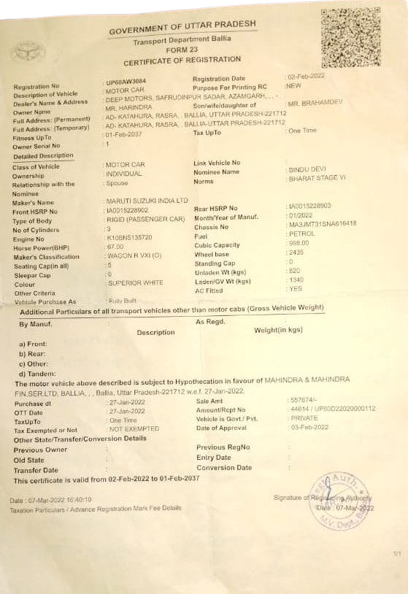 GOVERNMENT OF UTTAR PRADESH
Transport Department Ballia
FORM 23
CERTIFICATE OF REGISTRATION
Registration No : UP60AW3084 Registration Date : 02-Feb-2022
Description of Vehicle : MOTOR CAR Purpose For Printing RC : NEW
Dealer's Name & Address : DEEP MOTORS, SAFRUDINPUR SADAR, AZAMGARH, , , -
Owner Name : MR. HARINDRA Son/wife/daughter of : MR. BRAHAMDEV
Full Address: (Permanent) : AD- KATAHURA, RASRA, , BALLIA, UTTAR PRADESH-221712
Full Address: (Temporary) : AD- KATAHURA, RASRA, , BALLIA-UTTAR PRADESH-221712
Fitness UpTo : 01-Feb-2037 Tax UpTo : One Time
Owner Serial No : 1
Detailed Description
Class of Vehicle : MOTOR CAR Link Vehicle No :
Ownership : INDIVIDUAL Nominee Name : BINDU DEVI
Relationship with the Nominee : Spouse Norms : BHARAT STAGE VI
Maker's Name : MARUTI SUZUKI INDIA LTD
Front HSRP No : IA0015228902 Rear HSRP No : IA0015228903
Type of Body : RIGID (PASSENGER CAR) Month/Year of Manuf. : 01/2022
No of Cylinders : 3 Chassis No : MA3JMT31SNA616418
Engine No : K10BNS135720 Fuel : PETROL
Horse Power(BHP) : 67.00 Cubic Capacity : 998.00
Maker's Classification : WAGON R VXI (O) Wheel base : 2435
Seating Cap(in all) : 5 Standing Cap : 0
Sleepar Cap : 0 Unladen Wt (kgs) : 820
Colour : SUPERIOR WHITE Laden/GV Wt (kgs) : 1340
Other Criteria : AC Fitted : YES
Vehicle Purchase As : Fully Built
Additional Particulars of all transport vehicles other than motor cabs (Gross Vehicle Weight)
By Manuf. As Regd.
Description Weight(in kgs)
a) Front:
b) Rear:
c) Other:
d) Tandem:
The motor vehicle above described is subject to Hypothecation in favour of MAHINDRA & MAHINDRA
FIN.SER.LTD, BALLIA, , , Ballia, Uttar Pradesh-221712 w.e.f. 27-Jan-2022.
Purchase dt : 27-Jan-2022 Sale Amt : 557674/-
OTT Date : 27-Jan-2022 Amount/Rcpt No : 44614 / UP60D22020000112
TaxUpTo : One Time Vehicle is Govt./ Pvt. : PRIVATE
Tax Exempted or Not : NOT EXEMPTED Date of Approval : 03-Feb-2022
Other State/Transfer/Conversion Details
Previous Owner : Previous RegNo :
Old State : Entry Date :
Transfer Date : Conversion Date :
This certificate is valid from 02-Feb-2022 to 01-Feb-2037
Date : 07-Mar-2022 16:40:19 Signature of Registering Authority
Taxation Particulars / Advance Registration Mark Fee Details Date : 07-Mar-2022
1/1